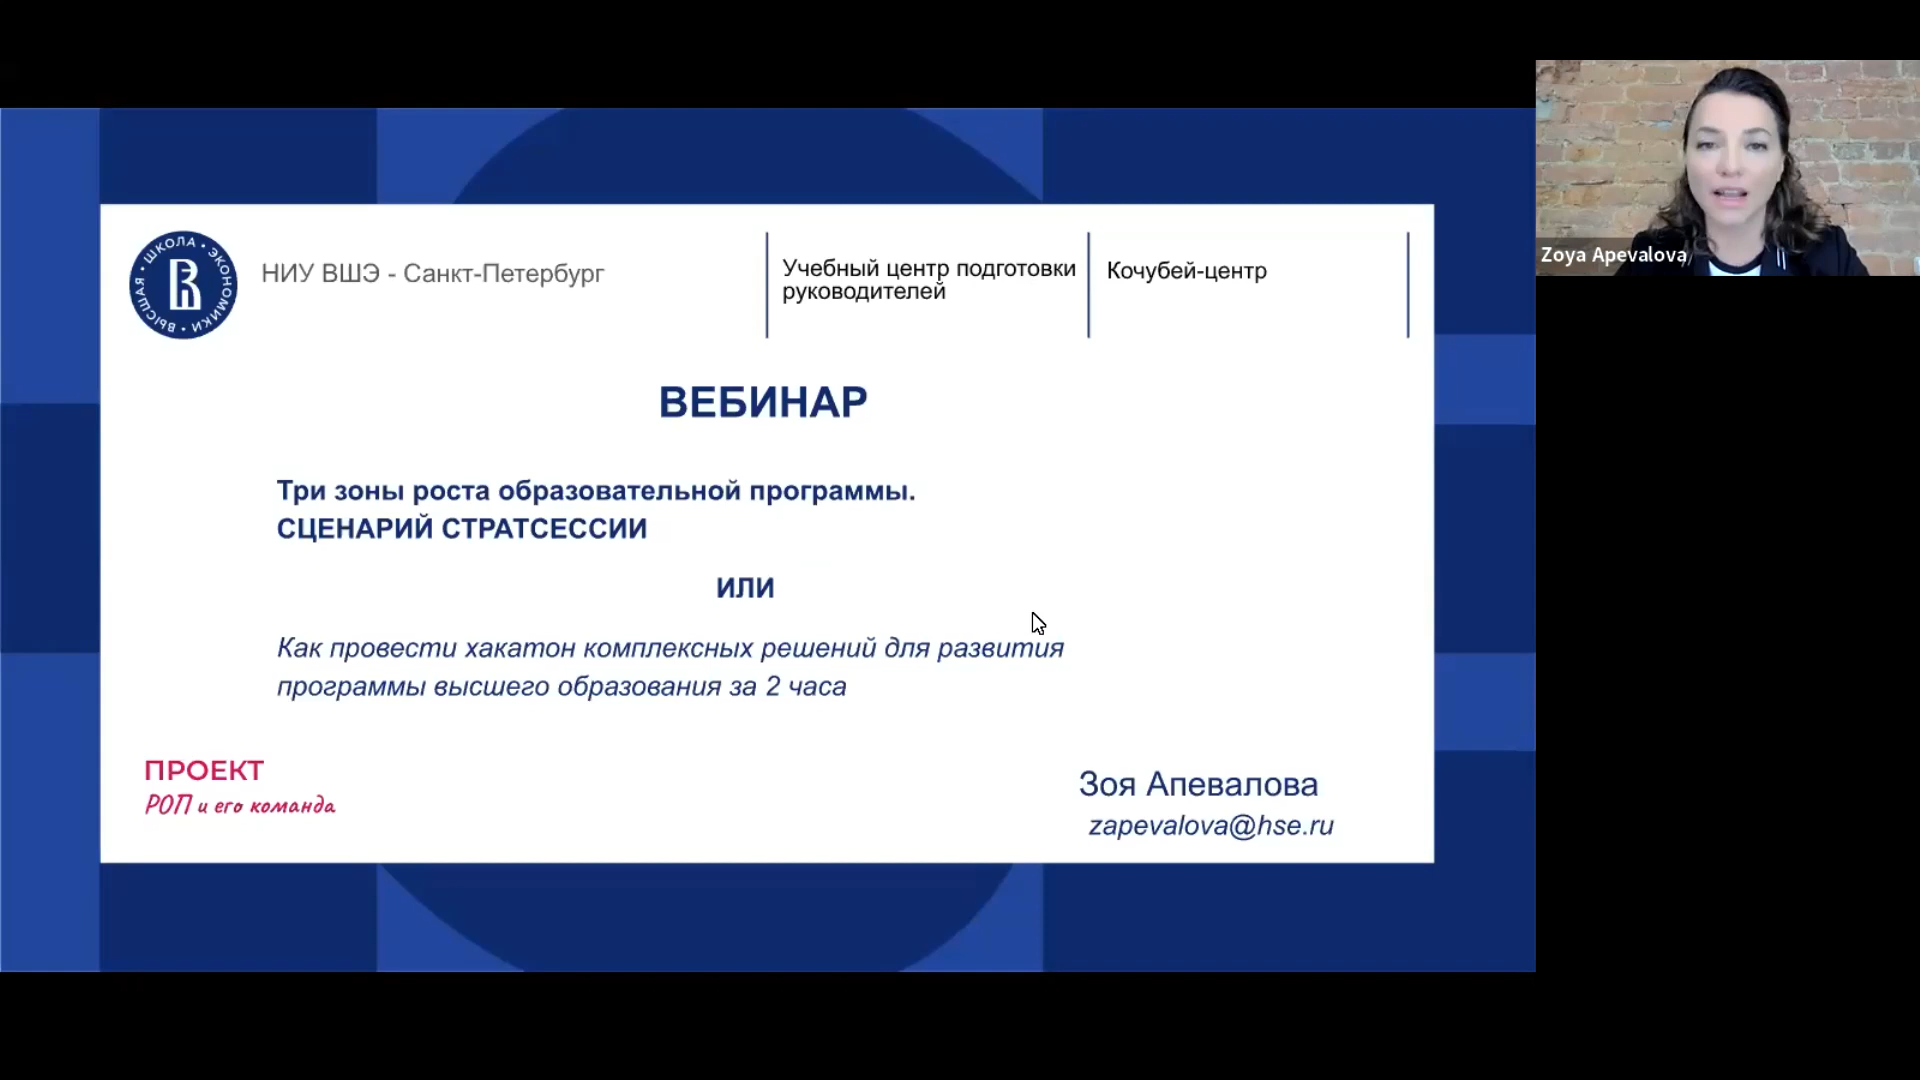 ВЫСШАЯ • ШКОЛА • ЭКОНОМИКИ •
НИУ ВШЭ - Санкт-Петербург
Учебный центр подготовки
руководителей
Кочубей-центр
ВЕБИНАР
Три зоны роста образовательной программы.
СЦЕНАРИЙ СТРАТСЕССИИ
ИЛИ
Как провести хакатон комплексных решений для развития
программы высшего образования за 2 часа
ПРОЕКТ
РОП и его команда
Зоя Апевалова
zapevalova@hse.ru
Zoya Apevalova